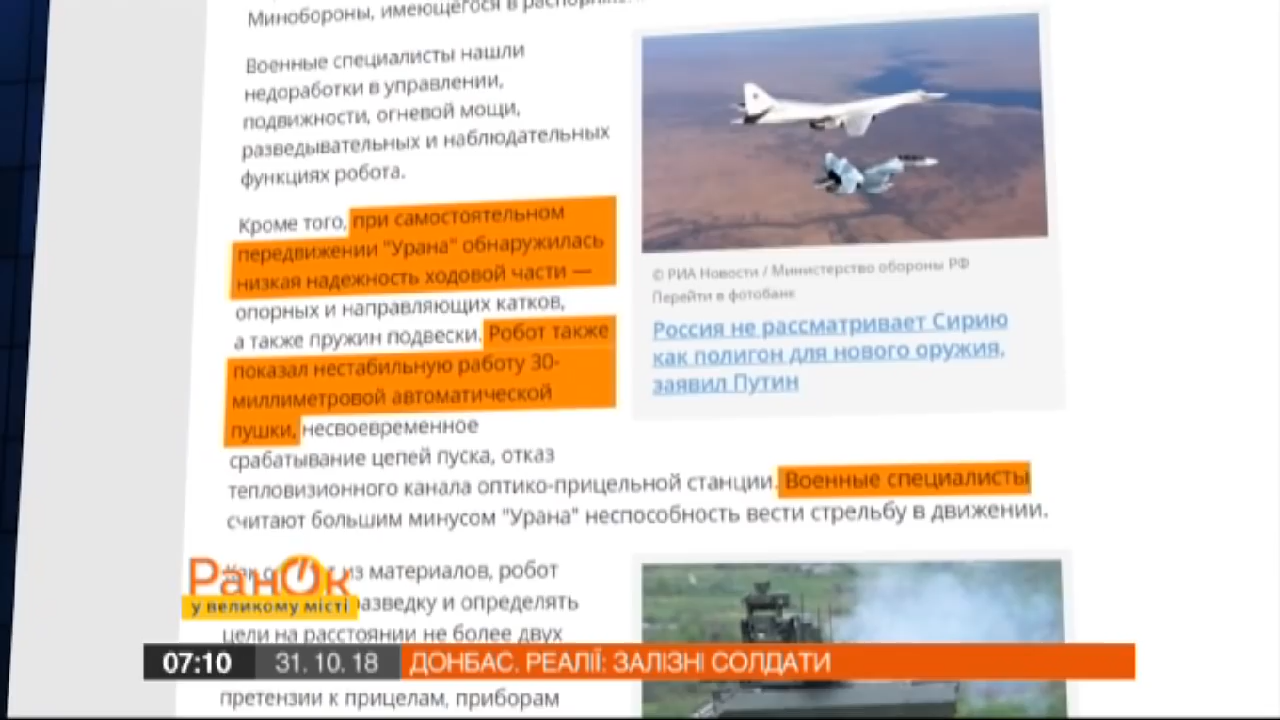 Минобороны, имеющегося в
Военные специалисты нашли
недоработки в управлении,
подвижности, огневой мощи,
разведывательных и наблюдательных
функциях робота.
Кроме того, при самостоятельном
передвижении "Урана" обнаружилась
низкая надежность ходовой части —
опорных и направляющих катков,
а также пружин подвески. Робот также
показал нестабильную работу 30-
миллиметровой автоматической
пушки, несвоевременное
срабатывание цепей пуска, отказ
тепловизионного канала оптико-прицельной станции. Военные специалисты
считают большим минусом "Урана" неспособность вести стрельбу в движении.
© РИА Новости / Министерство обороны РФ
Перейти в фотобанк
Россия не рассматривает Сирию
как полигон для нового оружия,
заявил Путин
из материалов, робот
разведку и определять
цели на расстоянии не более двух
претензии к прицелам, приборам
РанОк
у великому місті
07:10 31. 10. 18 ДОНБАС. РЕАЛІЇ: ЗАЛІЗНІ СОЛДАТИ